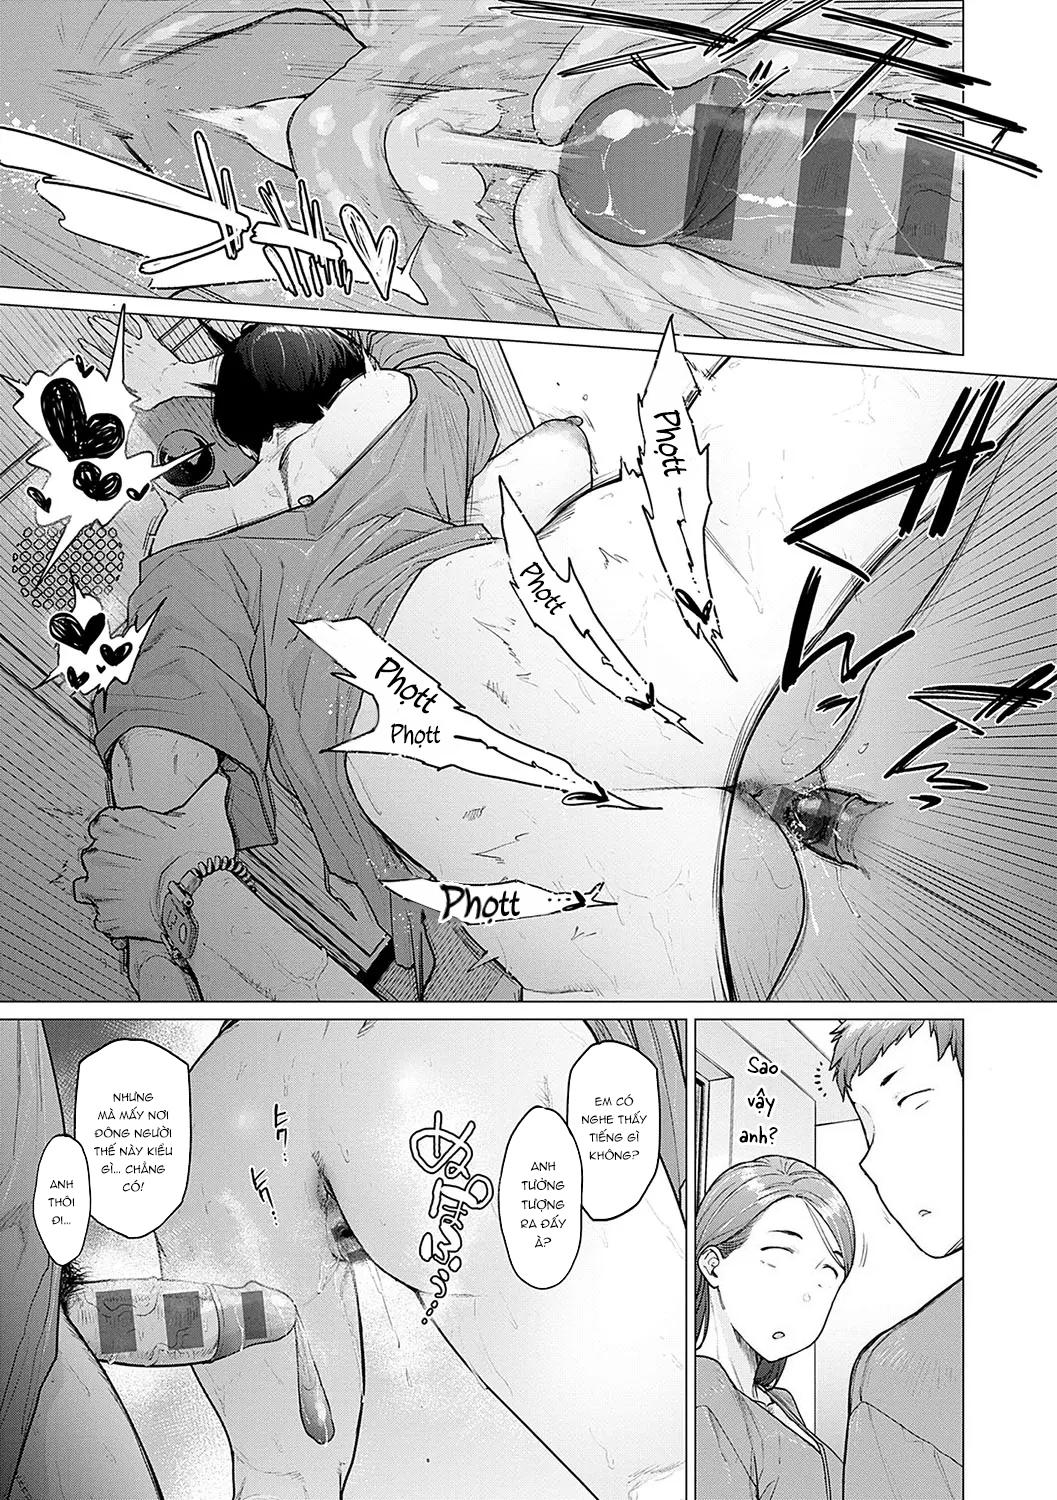 Phọtt
Phọtt
Phọtt
Phọtt
Phọtt
Sao
vậy
anh?
EM CÓ
NGHE THẤY
TIẾNG GÌ
KHÔNG?
ANH
TƯỞNG
TƯỢNG
RA ĐẤY
À?
NHƯNG
MÀ MẤY NƠI
ĐÔNG NGƯỜI
THẾ NÀY KIỂU
GÌ... CHẲNG
CÓ!
ANH
THÔI
ĐI...